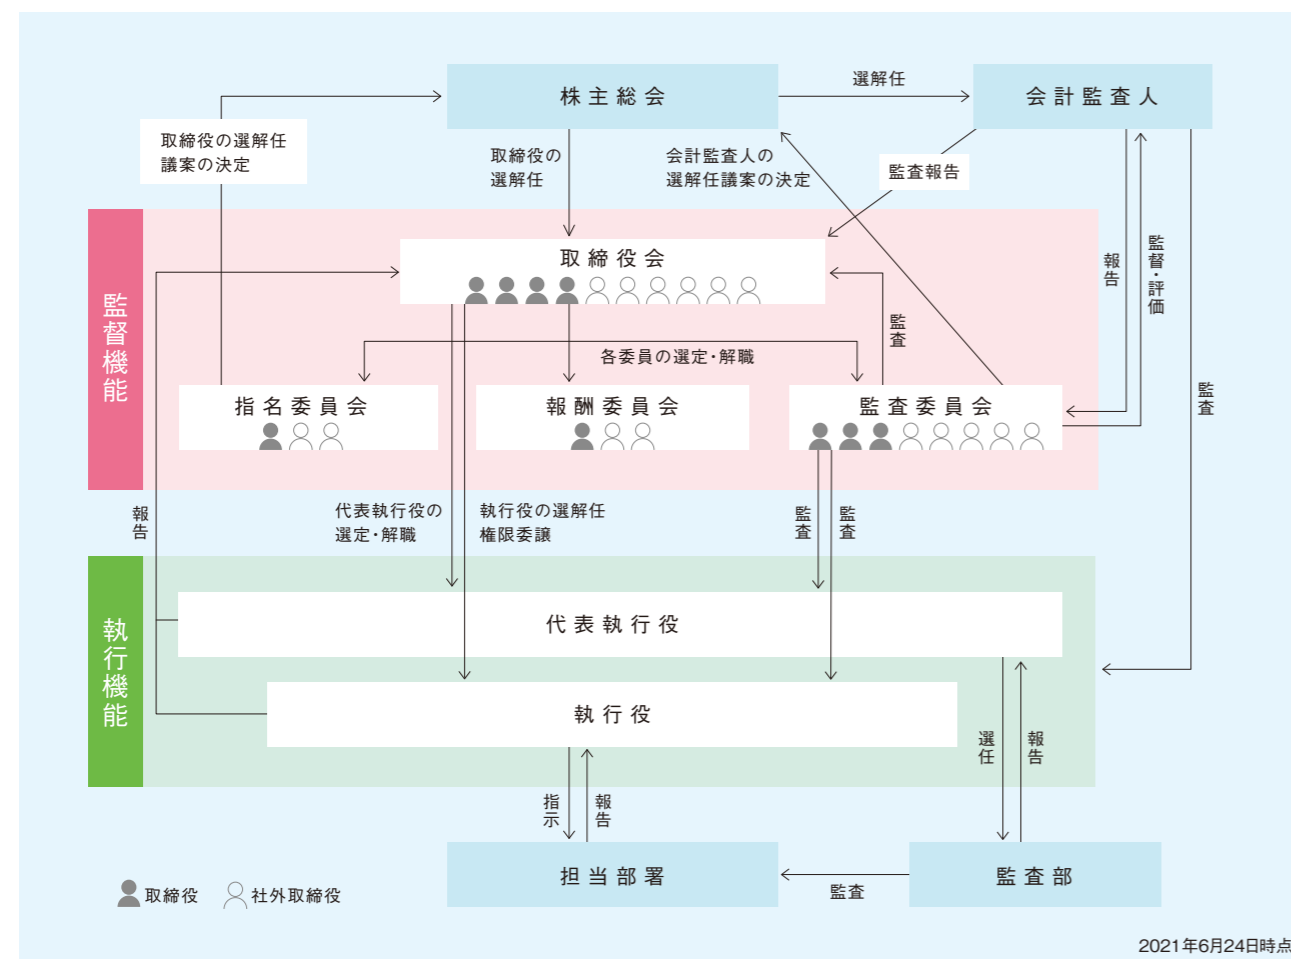 株主総会
選解任
会計監査人
取締役の選解任
議案の決定
取締役の
選解任
会計監査人の
選解任議案の決定
監査報告
監督機能
取締役会
報告
監督・評価
監査
各委員の選定・解職
監査
指名委員会
報酬委員会
監査委員会
報告
代表執行役の
選定・解職
執行役の選解任
権限委譲
監査
監査
執行機能
代表執行役
執行役
選任
報告
指示
報告
担当部署
監査
監査部
取締役
社外取締役
2021年6月24日時点